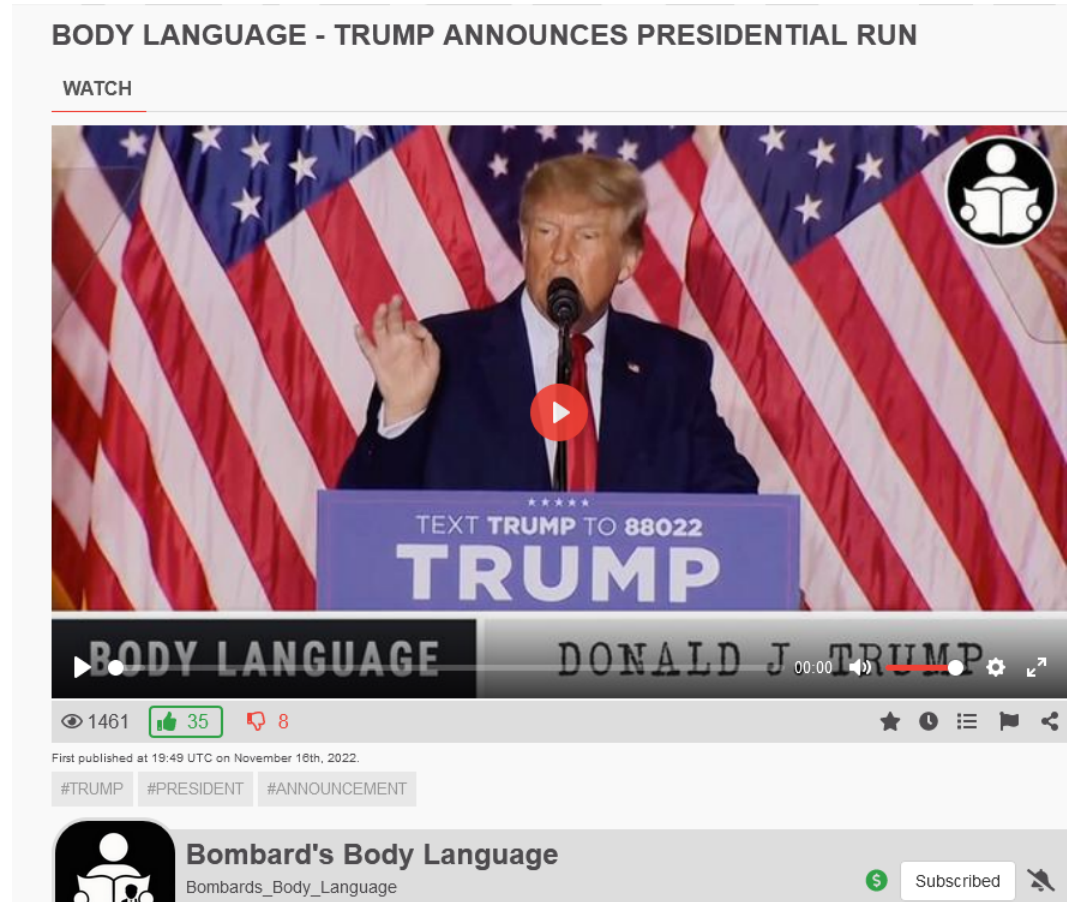 BODY LANGUAGE - TRUMP ANNOUNCES PRESIDENTIAL RUN
WATCH
TEXT TRUMP TO 88022
TRUMP
BODY LANGUAGE
DONALD J. TRUMP
00:00
1461 35 8
First published at 19:49 UTC on November 16th, 2022.
#TRUMP #PRESIDENT #ANNOUNCEMENT
Bombard's Body Language
Bombards_Body_Language
Subscribed